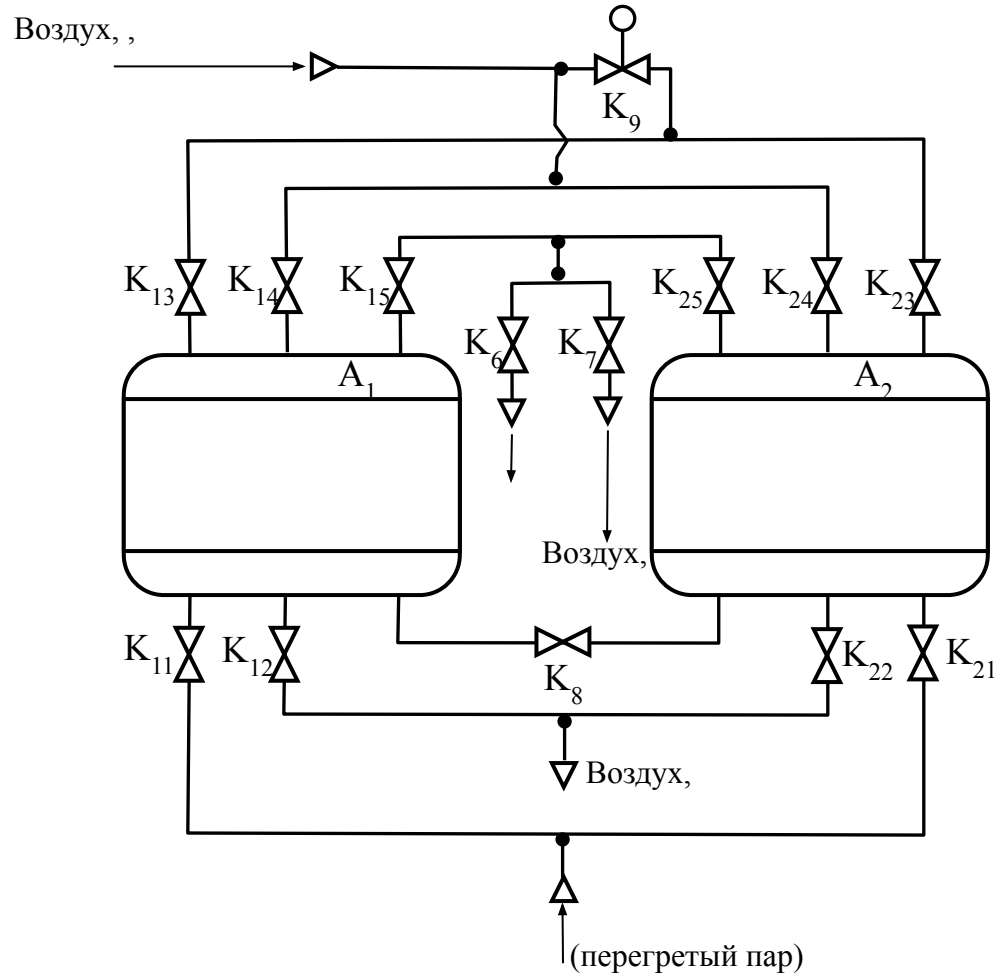 Воздух, ,
K9
K13
K14
K15
K25
K24
K23
K6
K7
A1
A2
Воздух,
K11
K12
K8
K22
K21
Воздух,
(перегретый пар)